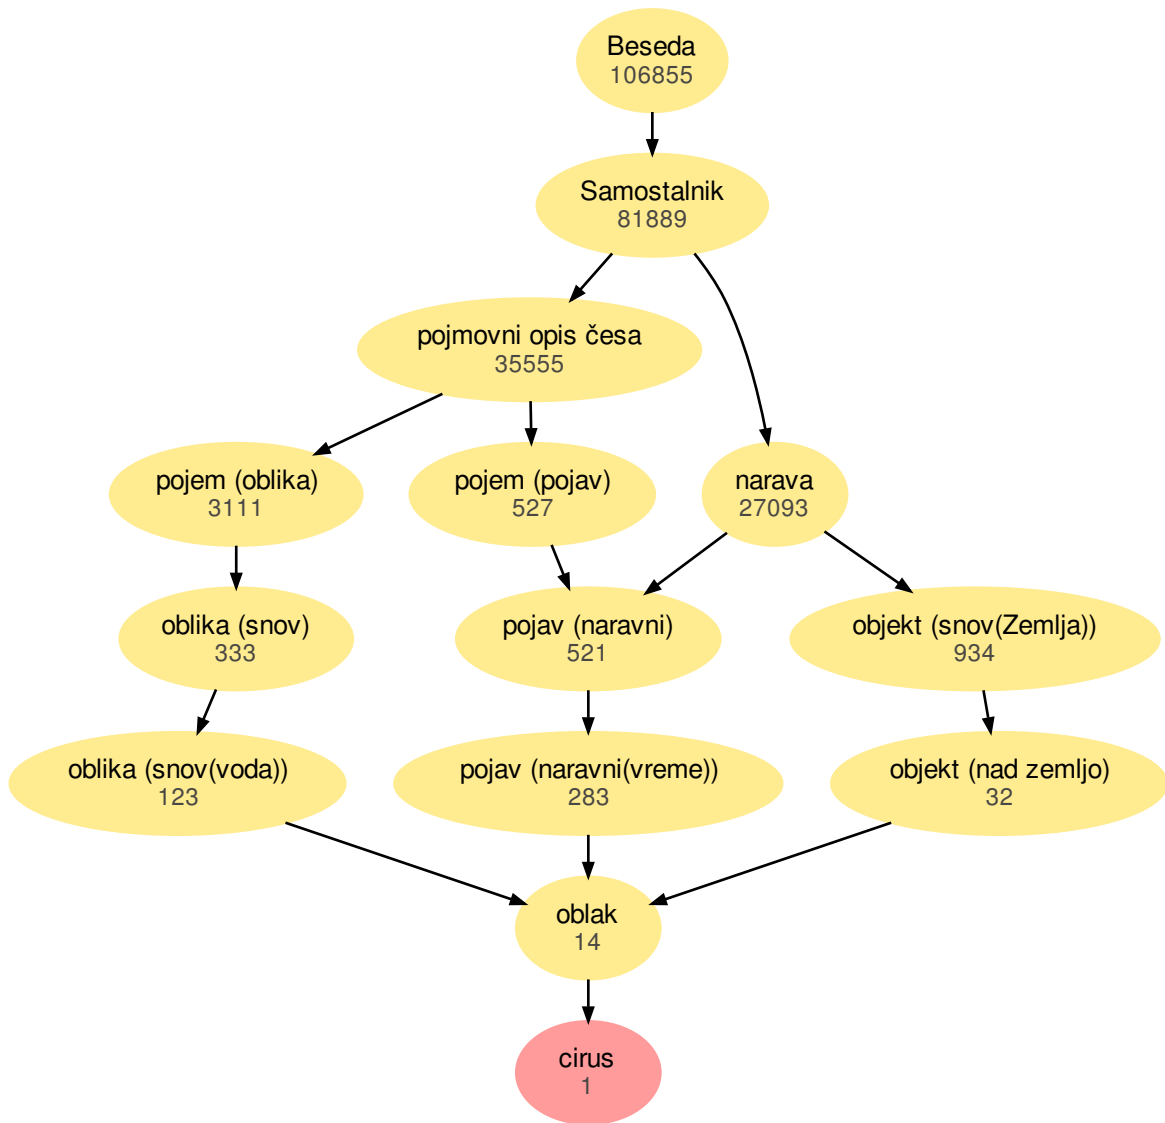 Beseda
106855
Samostalnik
81889
pojmovni opis česa
35555
pojem (oblika)
3111
pojem (pojav)
527
narava
27093
oblika (snov)
333
pojav (naravni)
521
objekt (snov(Zemlja))
934
oblika (snov(voda))
123
pojav (naravni(vreme))
283
objekt (nad zemljo)
32
oblak
14
cirus
1